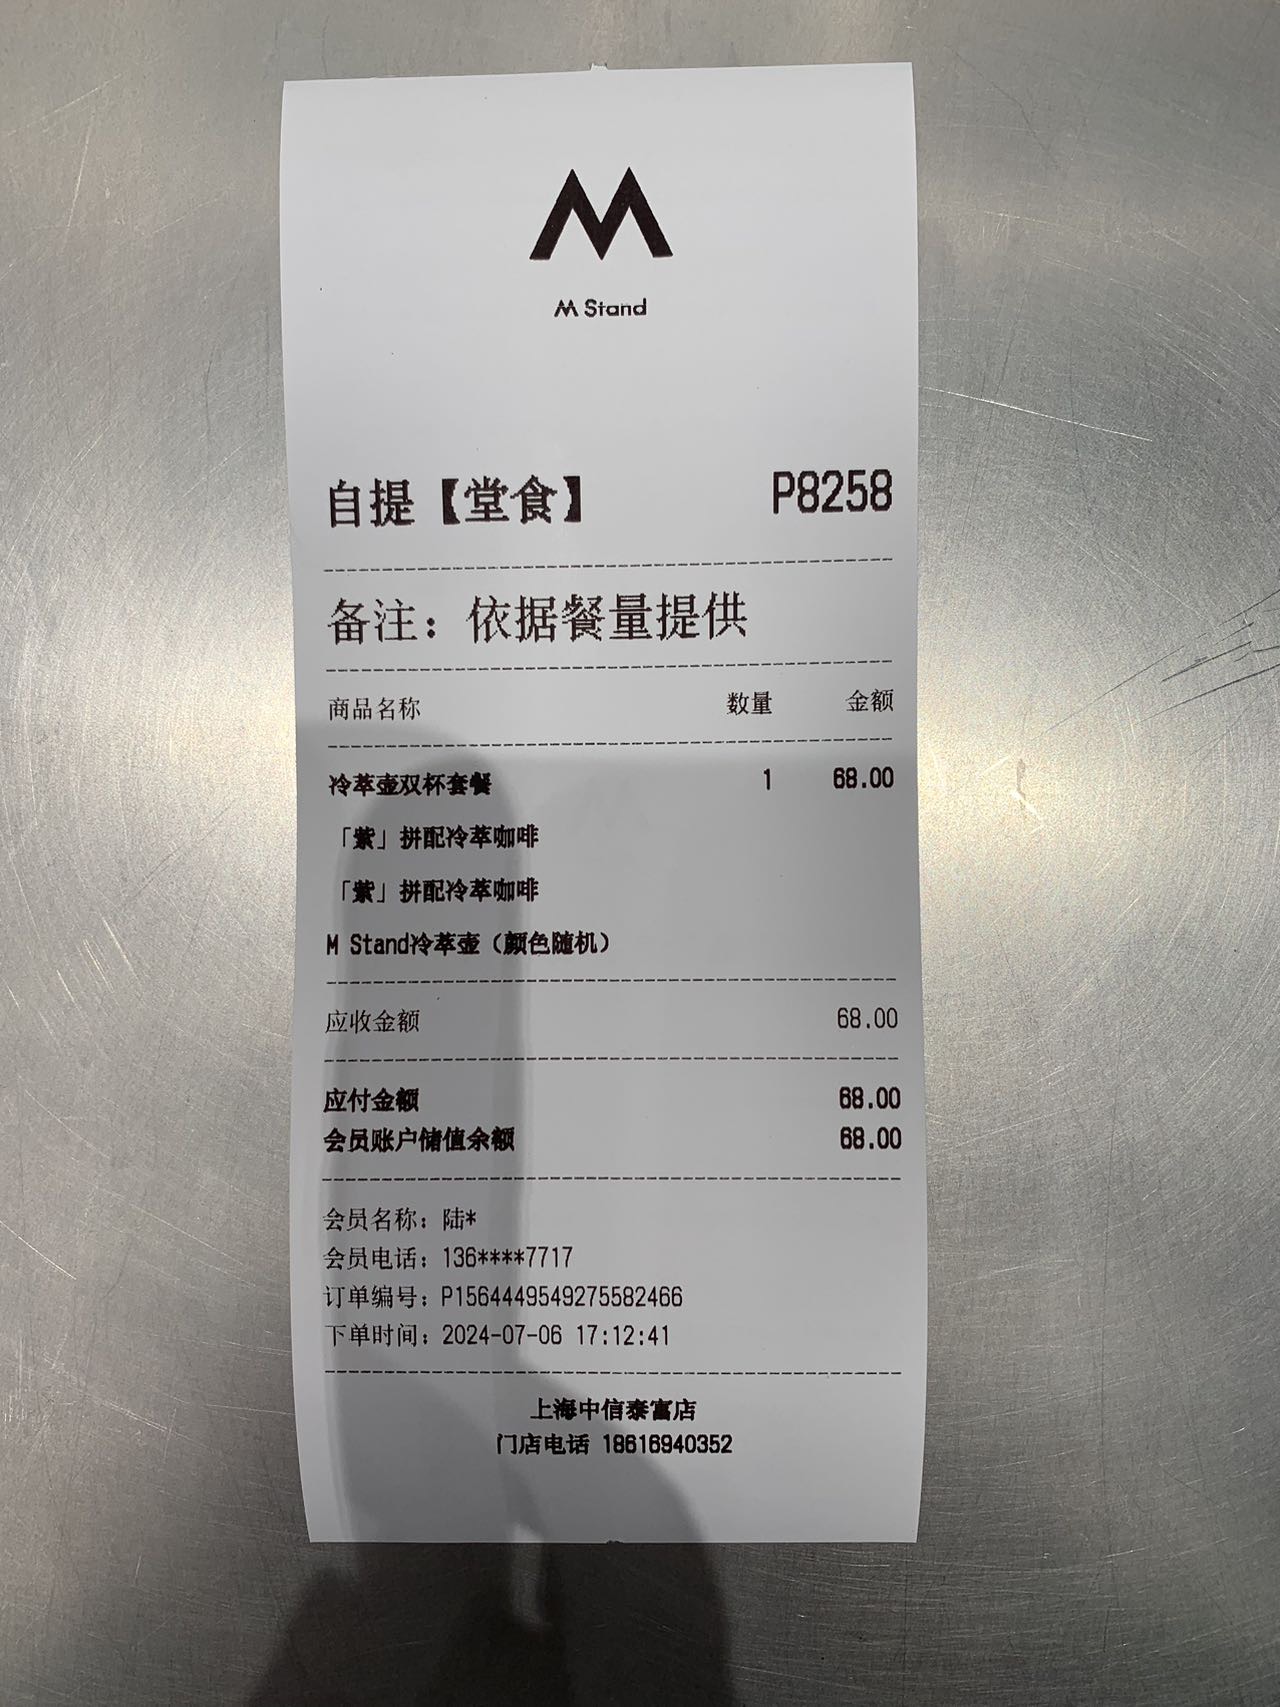 M Stand
自提【堂食】 P8258
备注：依据餐量提供
商品名称 数量 金额
冷萃壶双杯套餐 1 68.00
「紫」拼配冷萃咖啡
「紫」拼配冷萃咖啡
M Stand冷萃壶（颜色随机）
应收金额 68.00
应付金额 68.00
会员账户储值余额 68.00
会员名称：陆*
会员电话：136****7717
订单编号：P1564449549275582466
下单时间：2024-07-06 17:12:41
上海中信泰富店
门店电话 18616940352